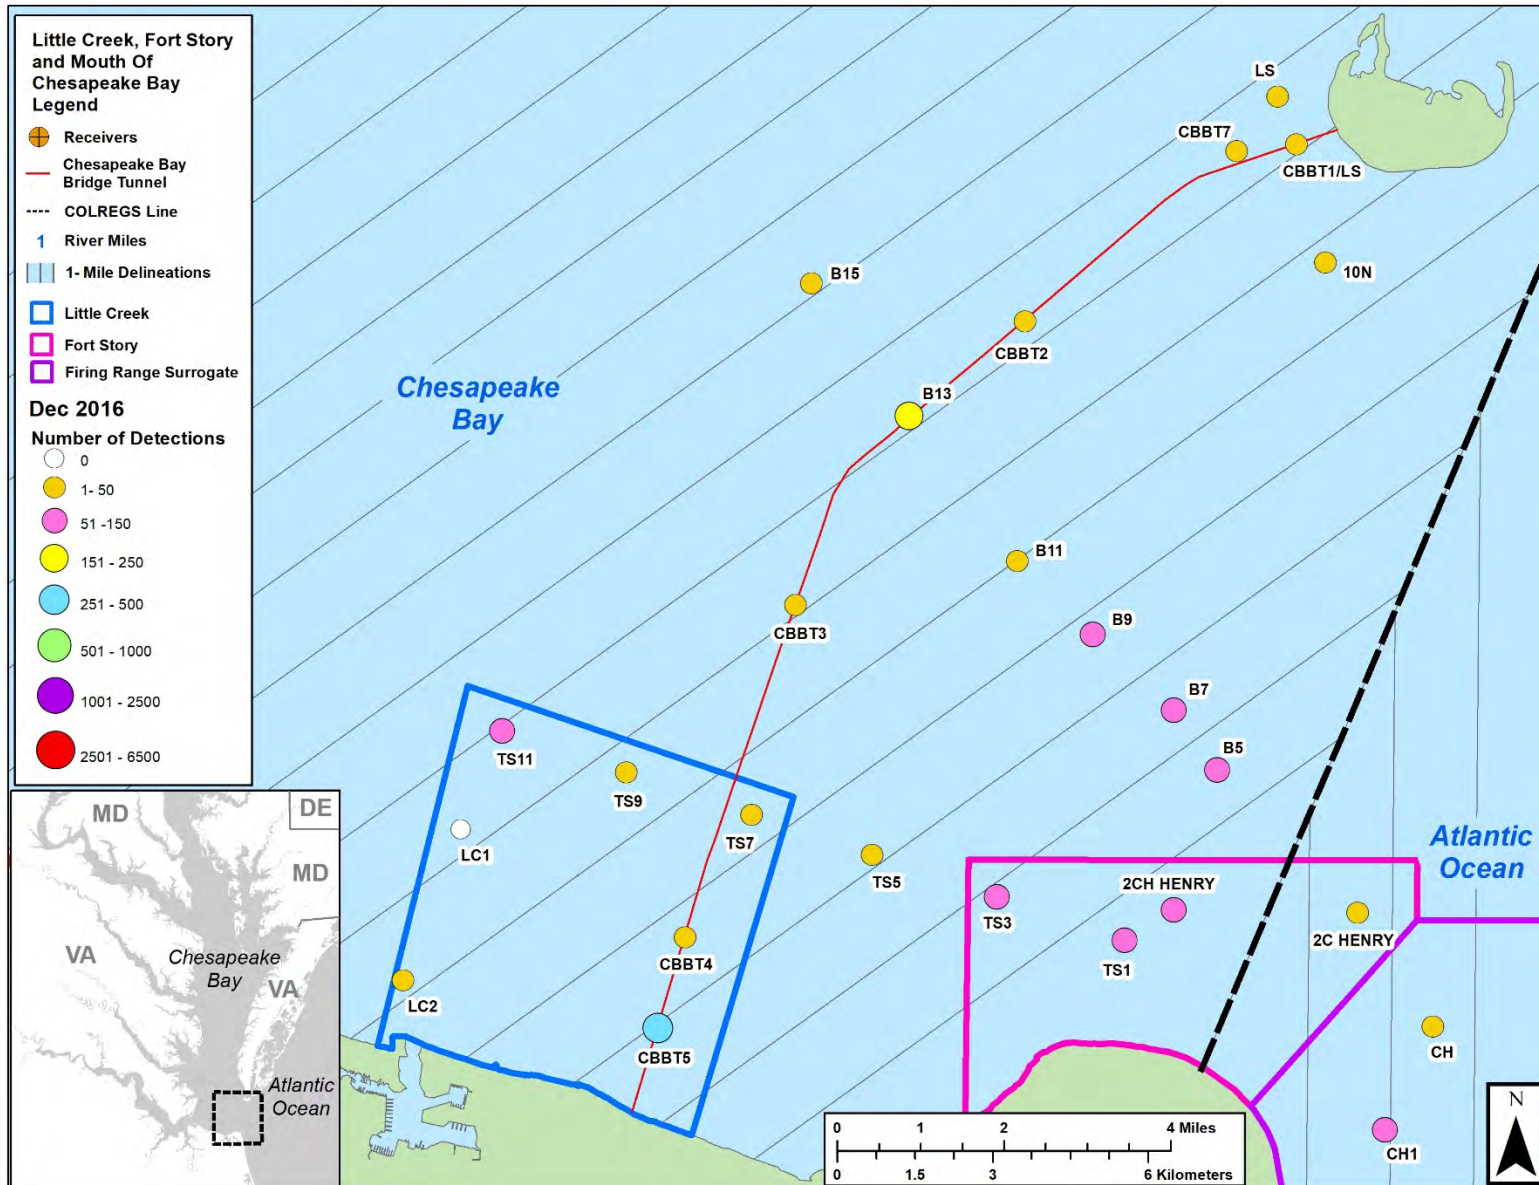 Little Creek, Fort Story
and Mouth Of
Chesapeake Bay
Legend
Receivers
Chesapeake Bay
Bridge Tunnel
COLREGS Line
1 River Miles
1- Mile Delineations
Little Creek
Fort Story
Firing Range Surrogate
Dec 2016
Number of Detections
0
1- 50
51 -150
151 - 250
251 - 500
501 - 1000
1001 - 2500
2501 - 6500
LS
CBBT7
CBBT1/LS
10N
B15
CBBT2
Chesapeake
Bay
B13
B11
CBBT3
B9
B7
B5
TS11
TS9
TS7
LC1
TS5
Atlantic
Ocean
2CH HENRY
TS3
TS1
2C HENRY
CBBT4
LC2
CH
CBBT5
CH1
MD
DE
MD
VA
Chesapeake
Bay
VA
Atlantic
Ocean
0 1 2 4 Miles
0 1.5 3 6 Kilometers
N